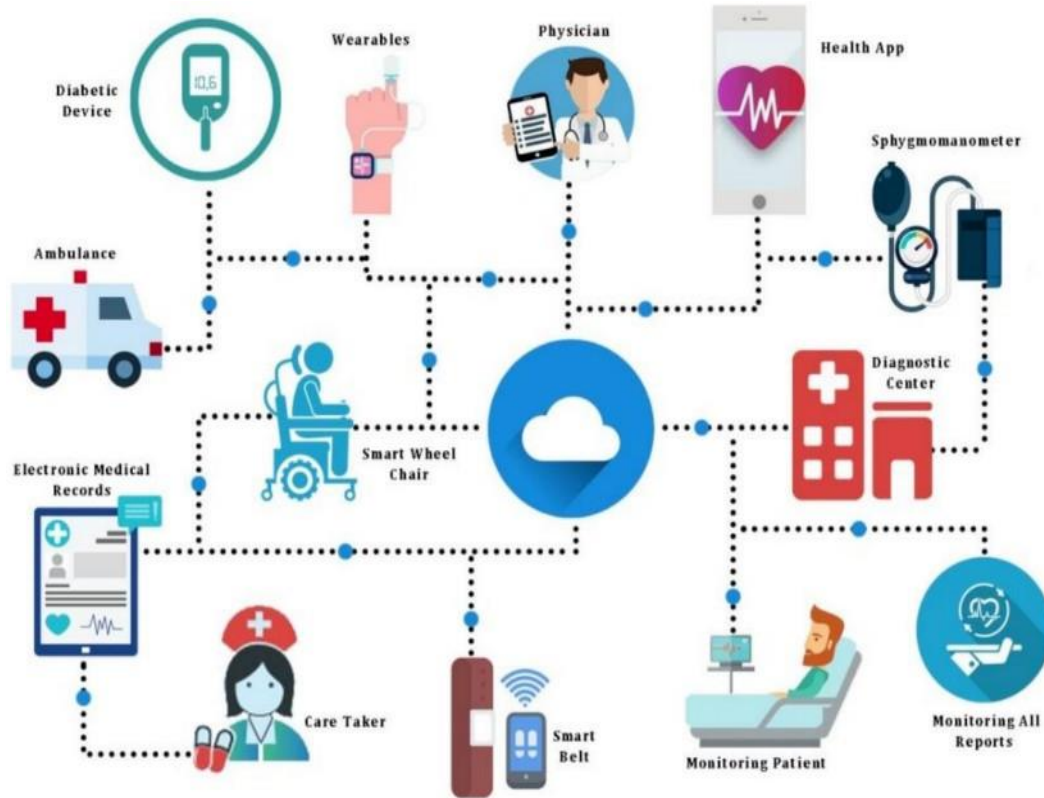 Wearables
Physician
Health App
Diabetic
Device
10,6
Sphygmomanometer
Ambulance
Diagnostic
Center
Smart Wheel
Chair
Electronic Medical
Records
Care Taker
Smart
Belt
Monitoring Patient
Monitoring All
Reports